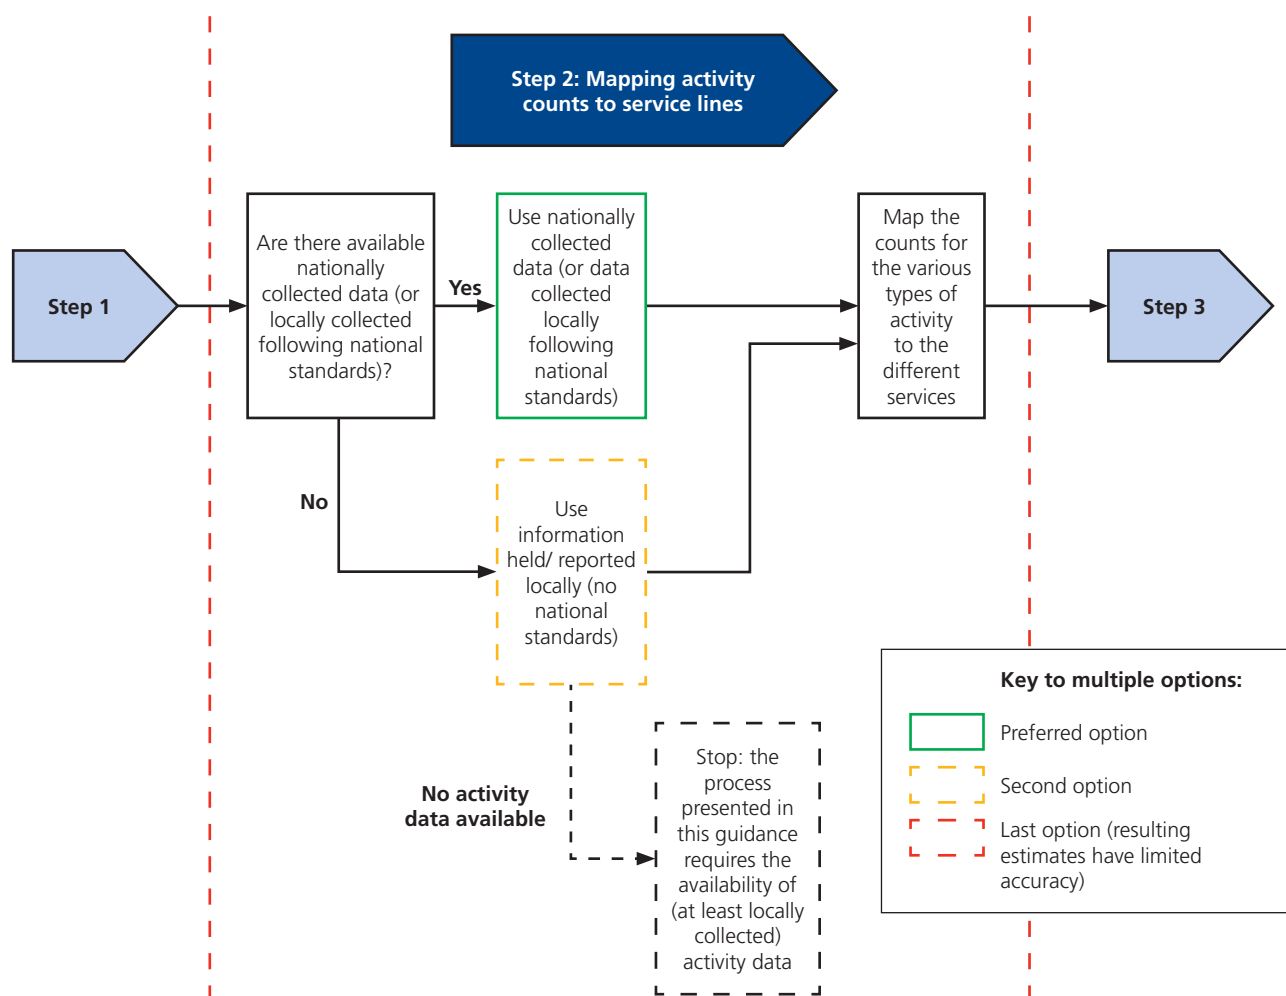 Step 2: Mapping activity
counts to service lines
Step 1
Are there available
nationally
collected data (or
locally collected
following national
standards)?
Yes
Use nationally
collected
data (or data
collected
locally
following
national
standards)
Map the
counts for
the various
types of
activity
to the
different
services
Step 3
No
Use
information
held/ reported
locally (no
national
standards)
No activity
data available
Stop: the
process
presented in
this guidance
requires the
availability of
(at least locally
collected)
activity data
Key to multiple options:
Preferred option
Second option
Last option (resulting
estimates have limited
accuracy)